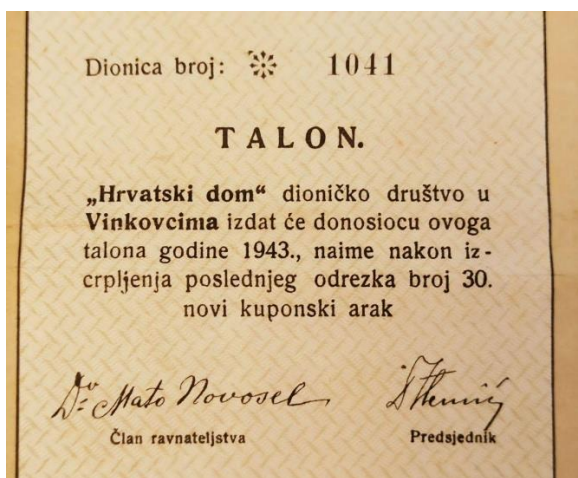 Dionica broj: 1041
TALON.
„Hrvatski dom“ dioničko društvo u
Vinkovcima izdat će donosiocu ovoga
talona godine 1943., naime nakon iz-
crpljenja poslednjeg odrezka broj 30.
novi kuponski arak
Dr. Mato Novosel
Član ravnateljstva
Predsjednik